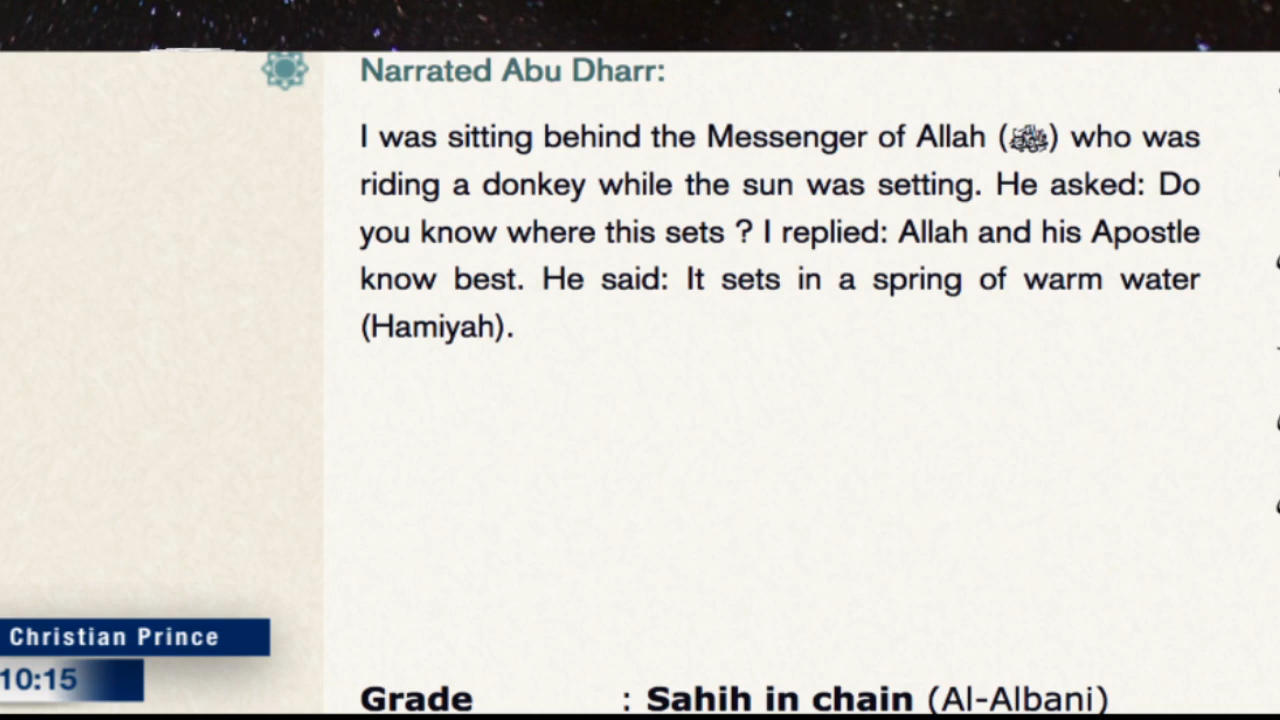 Narrated Abu Dharr:
I was sitting behind the Messenger of Allah (ﷺ) who was
riding a donkey while the sun was setting. He asked: Do
you know where this sets ? I replied: Allah and his Apostle
know best. He said: It sets in a spring of warm water
(Hamiyah).
Christian Prince
10:15
Grade : Sahih in chain (Al-Albani)